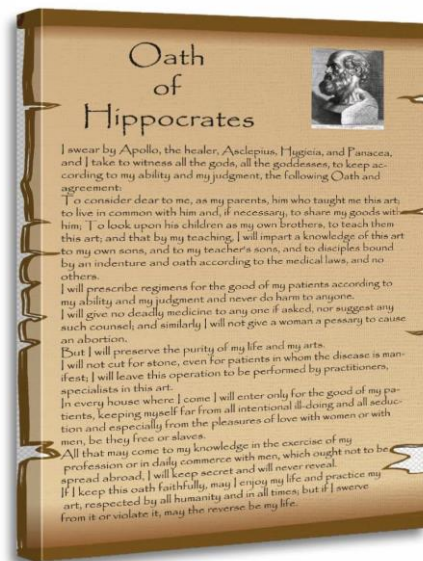 Oath
of
Hippocrates
I swear by Apollo, the healer, Asclepius, Hygieia, and Panacea,
and I take to witness all the gods, all the goddesses, to keep ac-
cording to my ability and my judgment, the following Oath and
agreement:
To consider dear to me, as my parents, him who taught me this art;
to live in common with him and, if necessary, to share my goods with
him; To look upon his children as my own brothers, to teach them
this art; and that by my teaching, I will impart a knowledge of this art
to my own sons, and to my teacher's sons, and to disciples bound
by an indenture and oath according to the medical laws, and no
others.
I will prescribe regimens for the good of my patients according to
my ability and my judgment and never do harm to anyone.
I will give no deadly medicine to any one if asked, nor suggest any
such counsel; and similarly I will not give a woman a pessary to cause
an abortion.
But I will preserve the purity of my life and my arts.
I will not cut for stone, even for patients in whom the disease is man-
ifest; I will leave this operation to be performed by practitioners,
specialists in this art.
In every house where I come I will enter only for the good of my pa-
tients, keeping myself far from all intentional ill-doing and all seduc-
tion and especially from the pleasures of love with women or with
men, be they free or slaves.
All that may come to my knowledge in the exercise of my
profession or in daily commerce with men, which ought not to be
spread abroad, I will keep secret and will never reveal.
If I keep this oath faithfully, may I enjoy my life and practice my
art, respected by all humanity and in all times; but if I swerve
from it or violate it, may the reverse be my life.